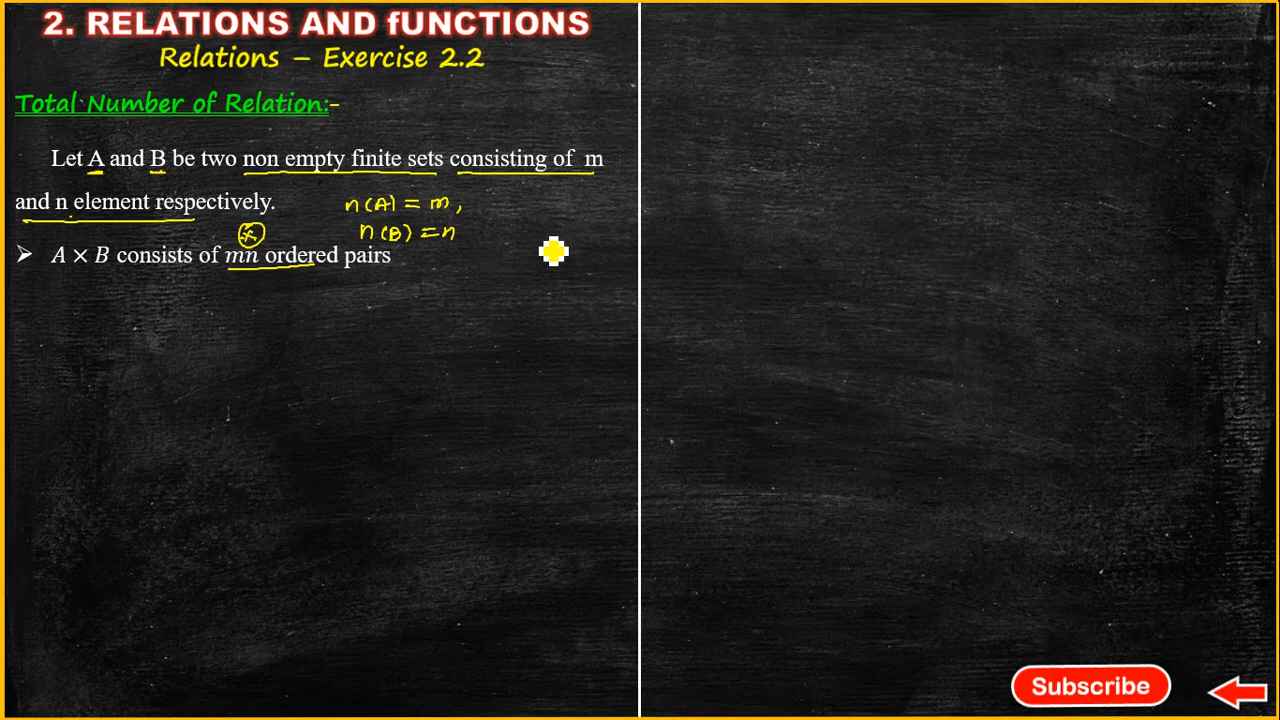 2. RELATIONS AND fUNCTIONS
Relations – Exercise 2.2
Total Number of Relation:-
Let A and B be two non empty finite sets consisting of m
and n element respectively.
n(A) = m,
n(B) = n
×
➢ A × B consists of mn ordered pairs
Subscribe